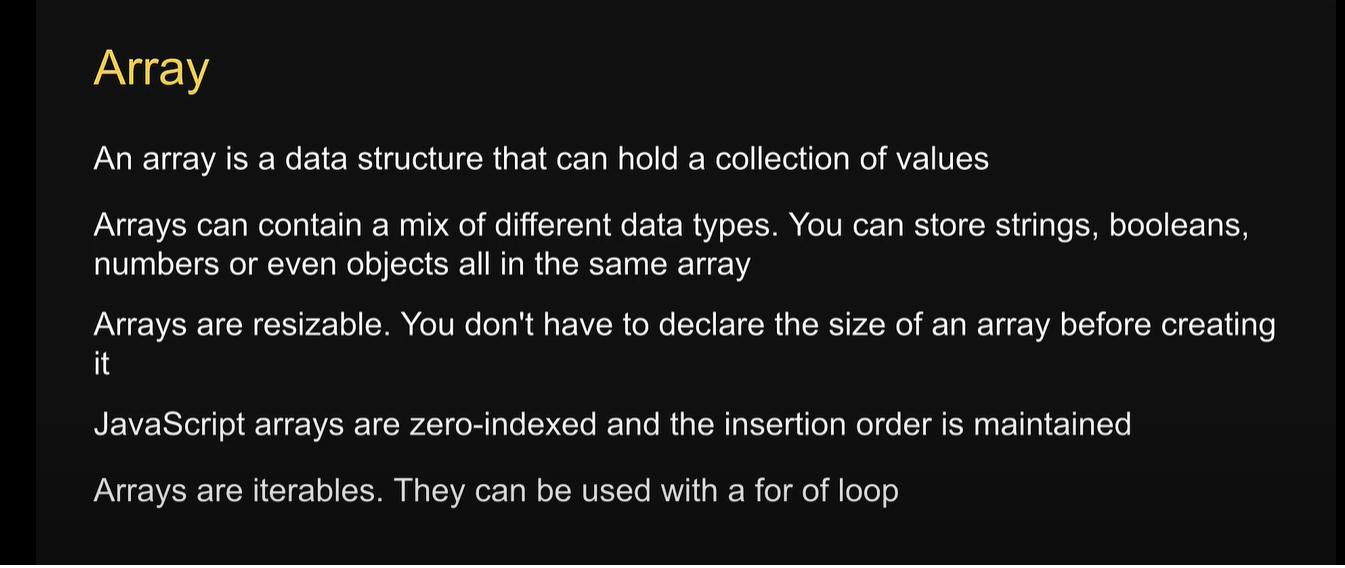 Array
An array is a data structure that can hold a collection of values
Arrays can contain a mix of different data types. You can store strings, booleans,
numbers or even objects all in the same array
Arrays are resizable. You don't have to declare the size of an array before creating
it
JavaScript arrays are zero-indexed and the insertion order is maintained
Arrays are iterables. They can be used with a for of loop